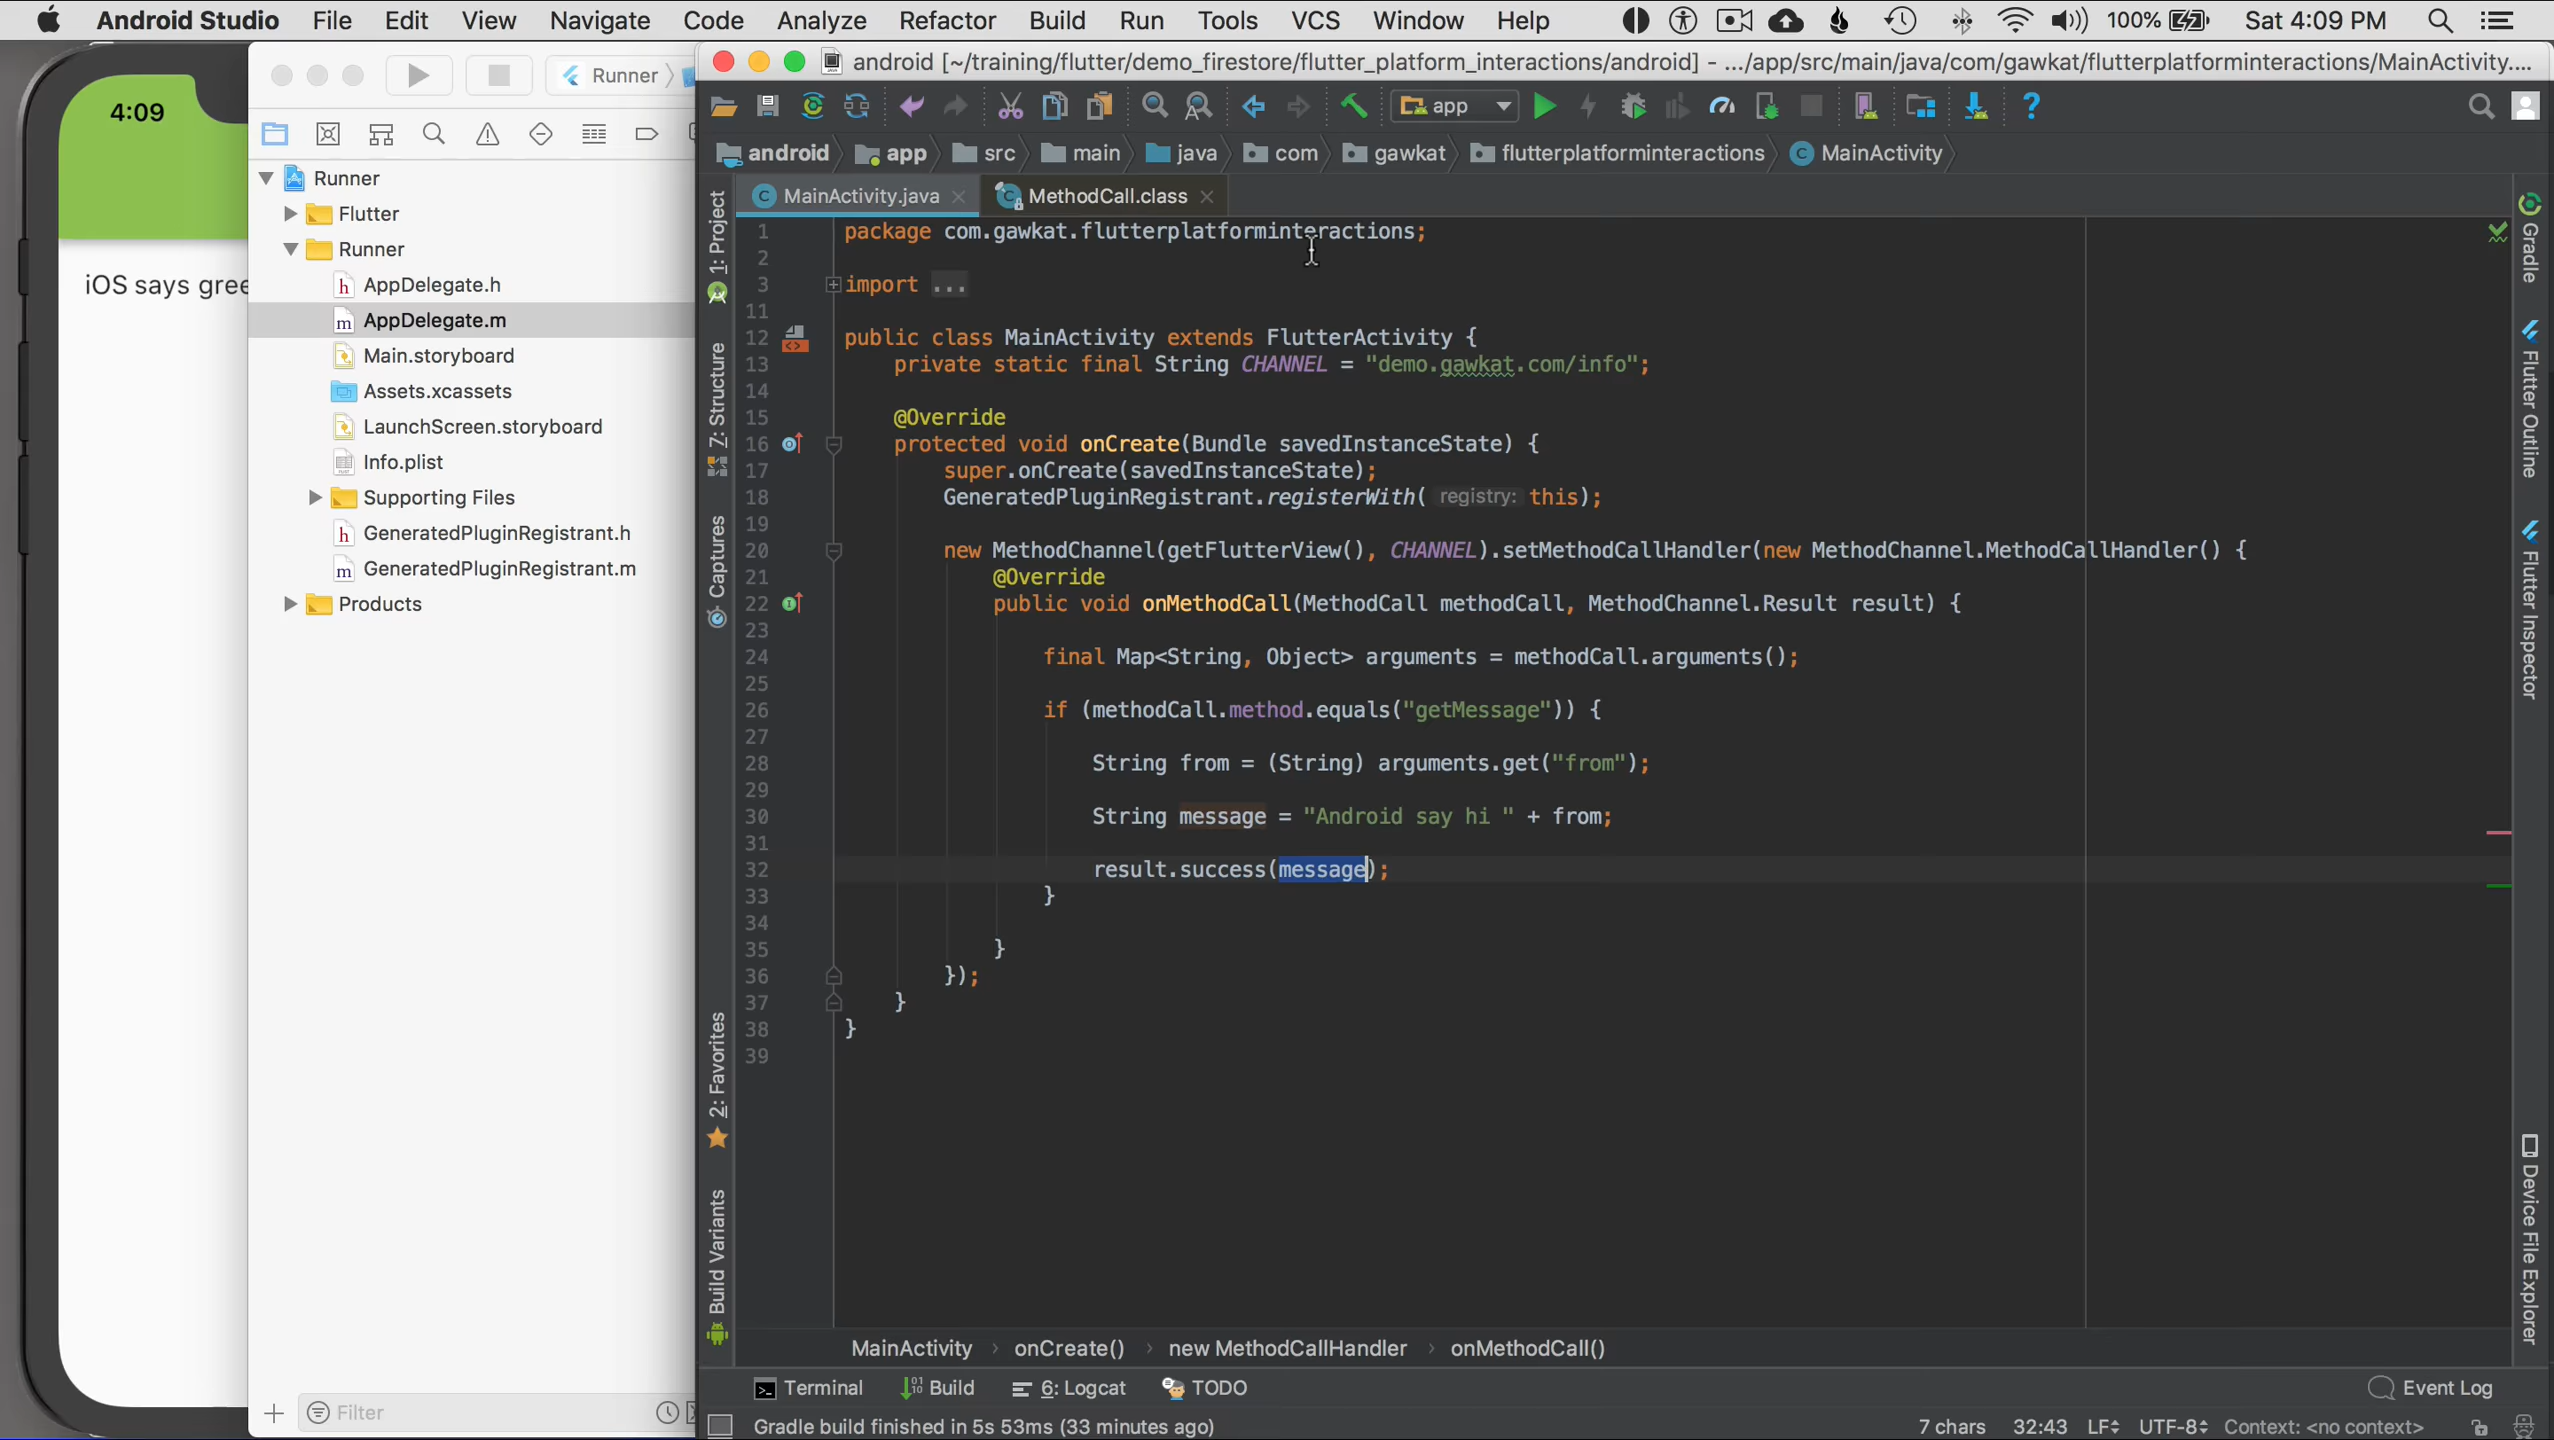 Android Studio File Edit View Navigate Code Analyze Refactor Build Run Tools VCS Window Help 100% Sat 4:09 PM
4:09
iOS says gree
Runner
Runner
Flutter
Runner
AppDelegate.h
AppDelegate.m
Main.storyboard
Assets.xcassets
LaunchScreen.storyboard
Info.plist
Supporting Files
GeneratedPluginRegistrant.h
GeneratedPluginRegistrant.m
Products
Filter
android [~/training/flutter/demo_firestore/flutter_platform_interactions/android] - .../app/src/main/java/com/gawkat/flutterplatforminteractions/MainActivity....
app
android app src main java com gawkat flutterplatforminteractions MainActivity
MainActivity.java MethodCall.class
1: Project
7: Structure
Captures
2: Favorites
Build Variants
1 package com.gawkat.flutterplatforminteractions;
2
3 import ...
11
12 public class MainActivity extends FlutterActivity {
13 private static final String CHANNEL = "demo.gawkat.com/info";
14
15 @Override
16 protected void onCreate(Bundle savedInstanceState) {
17 super.onCreate(savedInstanceState);
18 GeneratedPluginRegistrant.registerWith( registry: this);
19
20 new MethodChannel(getFlutterView(), CHANNEL).setMethodCallHandler(new MethodChannel.MethodCallHandler() {
21 @Override
22 public void onMethodCall(MethodCall methodCall, MethodChannel.Result result) {
23
24 final Map<String, Object> arguments = methodCall.arguments();
25
26 if (methodCall.method.equals("getMessage")) {
27
28 String from = (String) arguments.get("from");
29
30 String message = "Android say hi " + from;
31
32 result.success(message);
33 }
34
35 }
36 });
37 }
38 }
39
Gradle
Flutter Outline
Flutter Inspector
Device File Explorer
MainActivity › onCreate() › new MethodCallHandler › onMethodCall()
Terminal Build 6: Logcat TODO Event Log
Gradle build finished in 5s 53ms (33 minutes ago) 7 chars 32:43 LF UTF-8 Context: <no context>